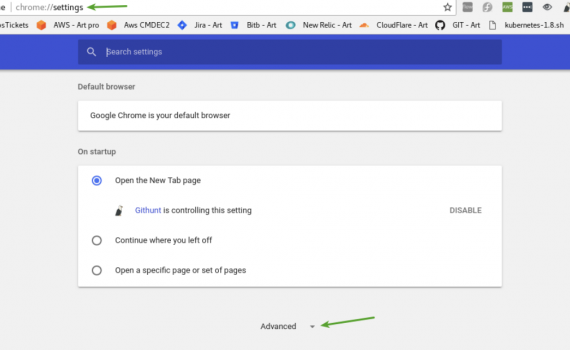 chrome://settings
AWS - Art pro Aws CMDEC2 Jira - Art Bitb - Art New Relic - Art CloudFlare - Art GIT - Art kubernetes-1.8.sh
Search settings
Default browser
Google Chrome is your default browser
On startup
Open the New Tab page
Githunt is controlling this setting DISABLE
Continue where you left off
Open a specific page or set of pages
Advanced